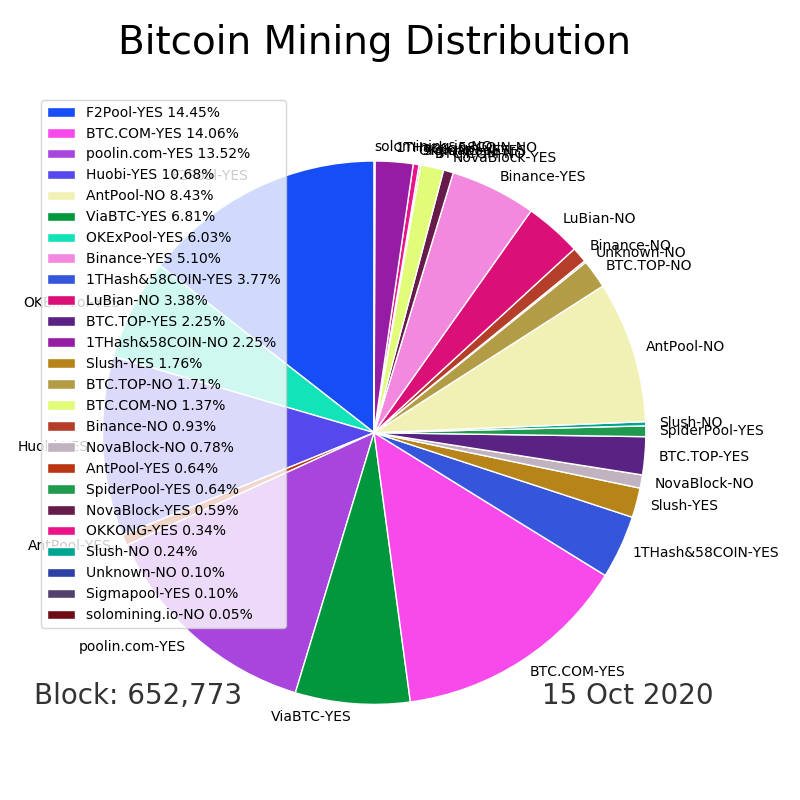 Bitcoin Mining Distribution
F2Pool-YES 14.45%
BTC.COM-YES 14.06%
poolin.com-YES 13.52%
Huobi-YES 10.68%
AntPool-NO 8.43%
ViaBTC-YES 6.81%
OKExPool-YES 6.03%
Binance-YES 5.10%
1THash&58COIN-YES 3.77%
LuBian-NO 3.38%
BTC.TOP-YES 2.25%
1THash&58COIN-NO 2.25%
Slush-YES 1.76%
BTC.TOP-NO 1.71%
BTC.COM-NO 1.37%
Binance-NO 0.93%
NovaBlock-NO 0.78%
AntPool-YES 0.64%
SpiderPool-YES 0.64%
NovaBlock-YES 0.59%
OKKONG-YES 0.34%
Slush-NO 0.24%
Unknown-NO 0.10%
Sigmapool-YES 0.10%
solomining.io-NO 0.05%
NovaBlock-YES
Binance-YES
LuBian-NO
Binance-NO
Unknown-NO
BTC.TOP-NO
AntPool-NO
Slush-NO
SpiderPool-YES
BTC.TOP-YES
NovaBlock-NO
Slush-YES
1THash&58COIN-YES
BTC.COM-YES
ViaBTC-YES
poolin.com-YES
AntPool-YES
Block: 652,773
15 Oct 2020